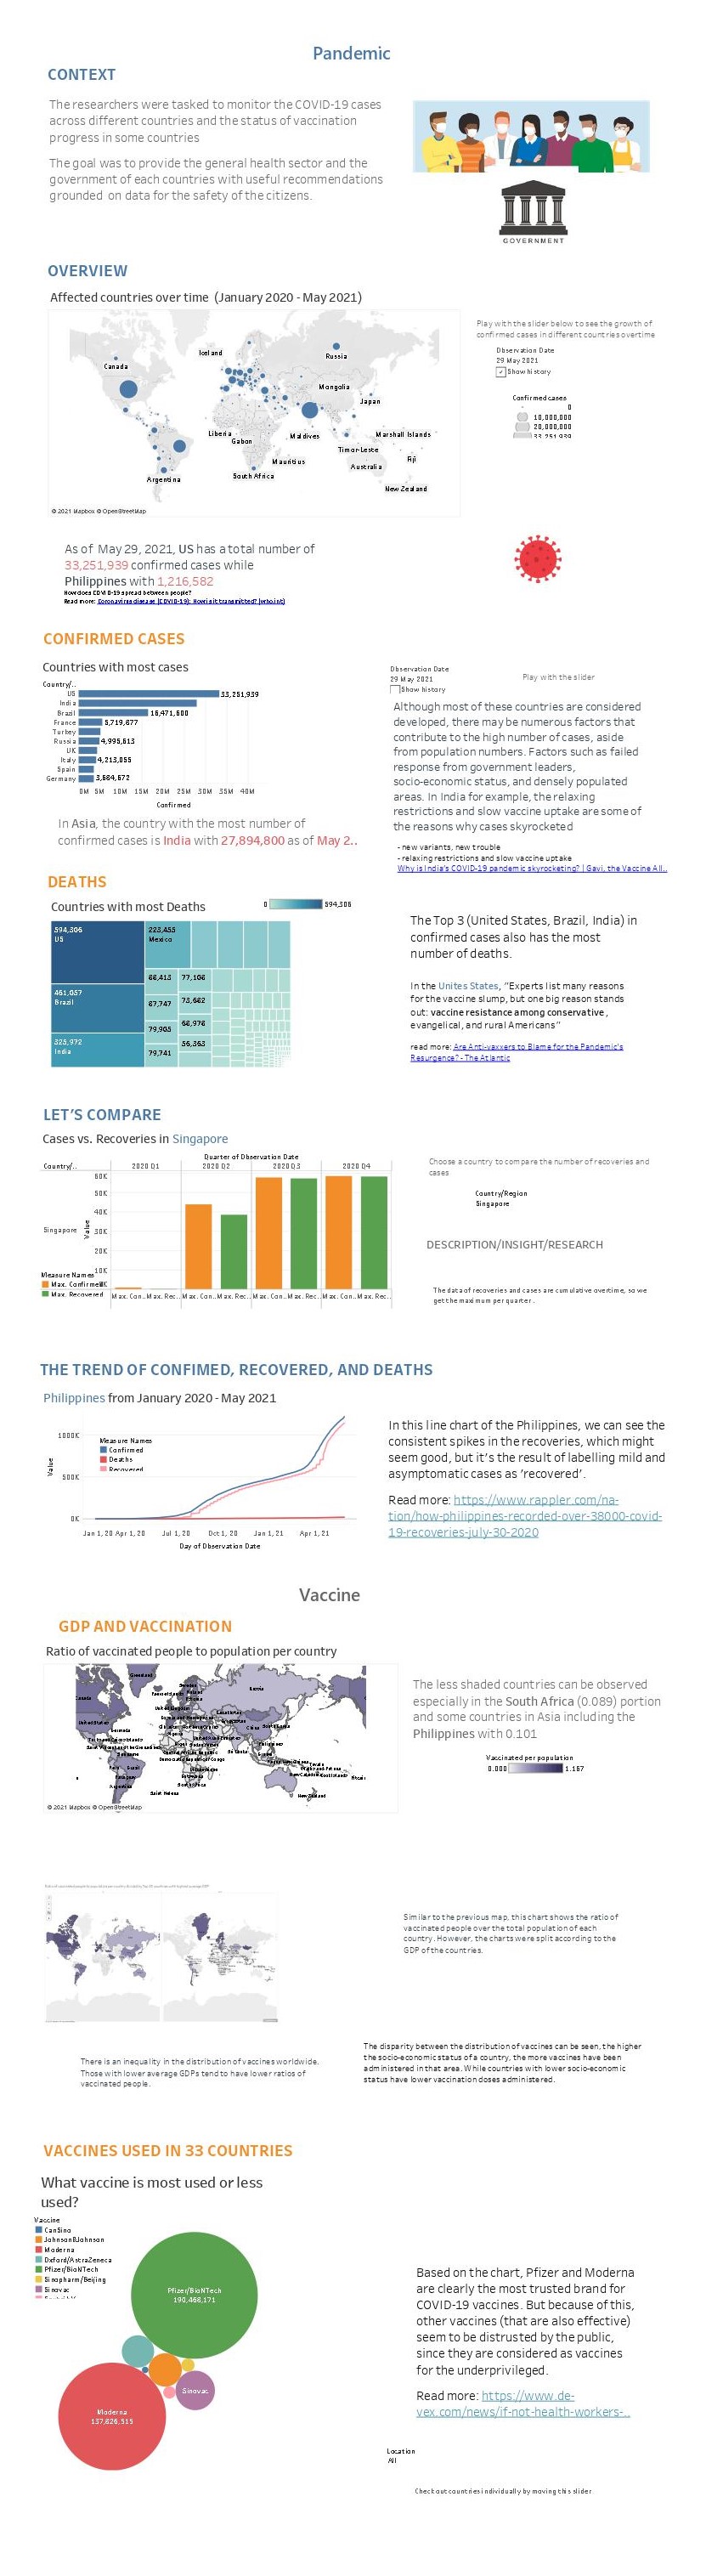 Pandemic
CONTEXT
The researchers were tasked to monitor the COVID-19 cases
across different countries and the status of vaccination
progress in some countries
The goal was to provide the general health sector and the
government of each countries with useful recommendations
grounded on data for the safety of the citizens.
GOVERNMENT
OVERVIEW
Affected countries over time (January 2020 - May 2021)
Play with the slider below to see the growth of
confirmed cases in different countries overtime
Observation Date
29 May 2021
Show history
Confirmed cases
0
10,000,000
20,000,000
33,251,939
Iceland
Russia
Canada
Mongolia
Japan
Liberia
Gabon
Maldives
Marshall Islands
Timor-Leste
Mauritius
Fiji
Australia
Argentina
South Africa
New Zealand
© 2021 Mapbox © OpenStreetMap
As of May 29, 2021, US has a total number of
33,251,939 confirmed cases while
Philippines with 1,216,582
How does COVID-19 spread between people?
Read more: Coronavirus disease (COVID-19): How is it transmitted? (who.int)
CONFIRMED CASES
Countries with most cases
Country/..
US 33,251,939
India
Brazil 16,471,600
France 5,719,877
Turkey
Russia 4,995,613
UK
Italy 4,213,055
Spain
Germany 3,684,672
0M 5M 10M 15M 20M 25M 30M 35M 40M
Confirmed
Observation Date
29 May 2021
Show history
Play with the slider
Although most of these countries are considered
developed, there may be numerous factors that
contribute to the high number of cases, aside
from population numbers. Factors such as failed
response from government leaders,
socio-economic status, and densely populated
areas. In India for example, the relaxing
restrictions and slow vaccine uptake are some of
the reasons why cases skyrocketed
In Asia, the country with the most number of
confirmed cases is India with 27,894,800 as of May 2..
- new variants, new trouble
- relaxing restrictions and slow vaccine uptake
Why is India's COVID-19 pandemic skyrocketing? | Gavi, the Vaccine All..
DEATHS
Countries with most Deaths
0 594,306
594,306
US
223,455
Mexico
461,057
Brazil
325,972
India
77,106
67,747
79,905
79,741
The Top 3 (United States, Brazil, India) in
confirmed cases also has the most
number of deaths.
In the Unites States, “Experts list many reasons
for the vaccine slump, but one big reason stands
out: vaccine resistance among conservative ,
evangelical, and rural Americans”
read more: Are Anti-vaxxers to Blame for the Pandemic's
Resurgence? - The Atlantic
LET’S COMPARE
Cases vs. Recoveries in Singapore
Quarter of Observation Date
Country/..
2020 Q1 2020 Q2 2020 Q3 2020 Q4
Singapore
Value
60K
50K
40K
30K
20K
10K
0K
Measure Names
Max. Confirmed
Max. Recovered
Max. Con.. Max. Rec.. Max. Con.. Max. Rec.. Max. Con.. Max. Rec.. Max. Con.. Max. Rec..
Choose a country to compare the number of recoveries and
cases
Country/Region
Singapore
DESCRIPTION/INSIGHT/RESEARCH
The data of recoveries and cases are cumulative overtime, so we
get the maximum per quarter .
THE TREND OF CONFIMED, RECOVERED, AND DEATHS
Philippines from January 2020 - May 2021
Measure Names
Confirmed
Deaths
Recovered
Value
1000K
500K
0K
Jan 1, 20 Apr 1, 20 Jul 1, 20 Oct 1, 20 Jan 1, 21 Apr 1, 21
Day of Observation Date
In this line chart of the Philippines, we can see the
consistent spikes in the recoveries, which might
seem good, but it’s the result of labelling mild and
asymptomatic cases as ‘recovered’.
Read more: https://www.rappler.com/na-
tion/how-philippines-recorded-over-38000-covid-
19-recoveries-july-30-2020
Vaccine
GDP AND VACCINATION
Ratio of vaccinated people to population per country
Greenland
Canada
Russia
United States
Bermuda
China
Argentina
Saint Helena
New Zealand
© 2021 Mapbox © OpenStreetMap
The less shaded countries can be observed
especially in the South Africa (0.089) portion
and some countries in Asia including the
Philippines with 0.101
Vaccinated per population
0.000 1.167
Similar to the previous map, this chart shows the ratio of
vaccinated people over the total population of each
country. However, the charts were split according to the
GDP of the countries.
There is an inequality in the distribution of vaccines worldwide.
Those with lower average GDPs tend to have lower ratios of
vaccinated people.
The disparity between the distribution of vaccines can be seen, the higher
the socio-economic status of a country, the more vaccines have been
administered in that area. While countries with lower socio-economic
status have lower vaccination doses administered.
VACCINES USED IN 33 COUNTRIES
What vaccine is most used or less
used?
Vaccine
CanSino
Johnson&Johnson
Moderna
Oxford/AstraZeneca
Pfizer/BioNTech
Sinopharm/Beijing
Sinovac
Pfizer/BioNTech
190,466,171
Sinovac
Moderna
137,626,515
Based on the chart, Pfizer and Moderna
are clearly the most trusted brand for
COVID-19 vaccines. But because of this,
other vaccines (that are also effective)
seem to be distrusted by the public,
since they are considered as vaccines
for the underprivileged.
Read more: https://www.de-
vex.com/news/if-not-health-workers-..
Location
All
Check out countries individually by moving this slider